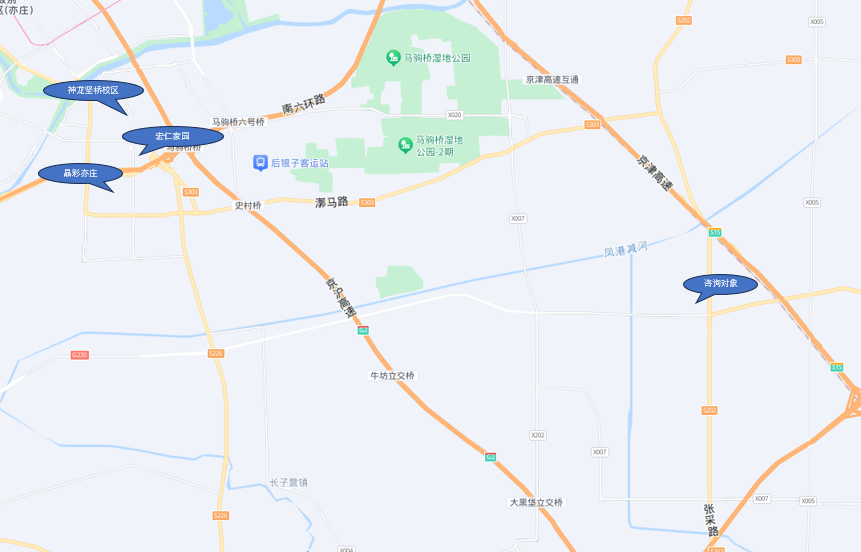 区(亦庄)
S202
X005
马驹桥湿地公园
S303
京津高速互通
神龙坚桥校区
南六环路
X020
马驹桥六号桥
S303
宏仁家园
马驹桥桥
马驹桥湿地
公园-2期
后银子客运站
晶彩亦庄
京津高速
S303
史村桥
漷马路
S303
X005
X007
S15
凤港减河
咨询对象
京沪高速
G2
G230
S226
牛坊立交桥
S15
S202
X202
X007
G2
长子营镇
大黑垡立交桥
X007
X005
S226
张采路
X004